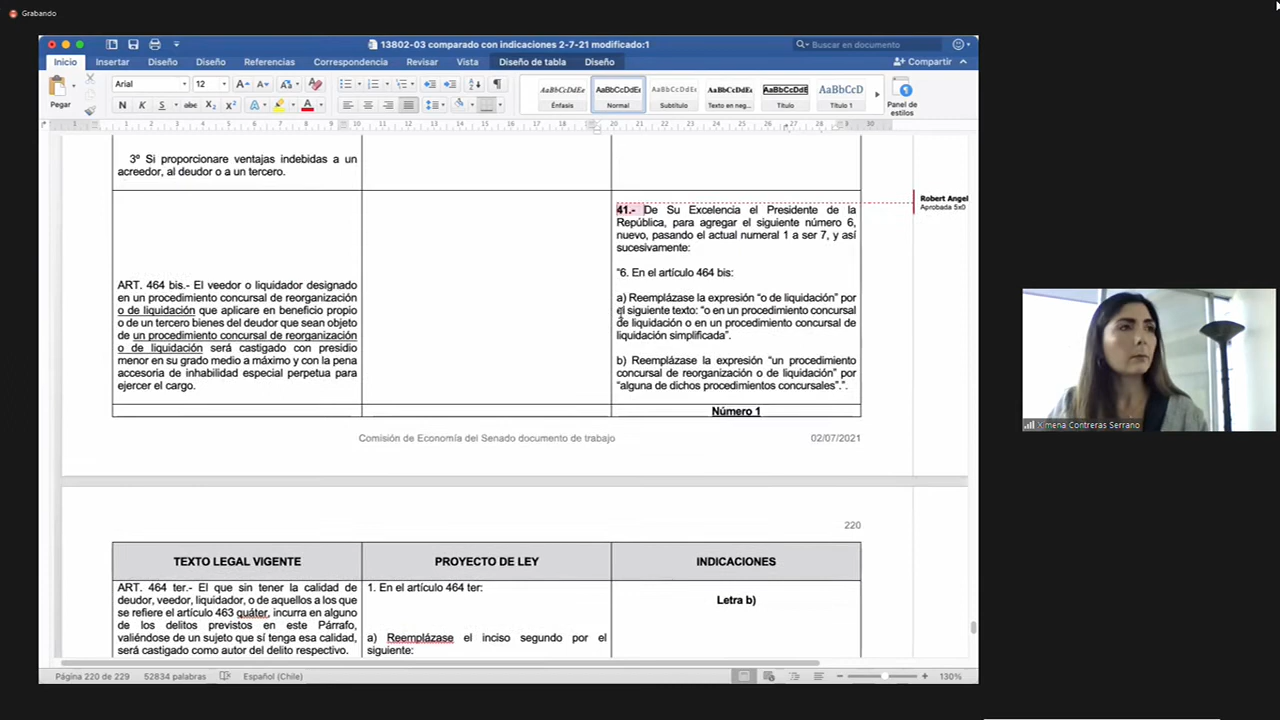 Grabando
13802-03 comparado con indicaciones 2-7-21 modificado:1
Buscar en documento
Inicio Insertar Diseño Diseño Referencias Correspondencia Revisar Vista Diseño de tabla Diseño
Compartir
Pegar
Arial 12
N K S abc X₂ X²
AaBbCcDdEe AaBbCcDdEe AaBbCcDdEe AaBbCcDdE AaBbCcDdE AaBbCcD
Énfasis Normal Subtítulo Texto en neg... Título Título 1
Panel de
estilos
3º Si proporcionare ventajas indebidas a un
acreedor, al deudor o a un tercero.
ART. 464 bis.- El veedor o liquidador designado
en un procedimiento concursal de reorganización
o de liquidación que aplicare en beneficio propio
o de un tercero bienes del deudor que sean objeto
de un procedimiento concursal de reorganización
o de liquidación será castigado con presidio
menor en su grado medio a máximo y con la pena
accesoria de inhabilidad especial perpetua para
ejercer el cargo.
41.- De Su Excelencia el Presidente de la
República, para agregar el siguiente número 6,
nuevo, pasando el actual numeral 1 a ser 7, y así
sucesivamente:
“6. En el artículo 464 bis:
a) Reemplázase la expresión “o de liquidación” por
el siguiente texto: “o en un procedimiento concursal
de liquidación o en un procedimiento concursal de
liquidación simplificada”.
b) Reemplázase la expresión “un procedimiento
concursal de reorganización o de liquidación” por
“alguna de dichos procedimientos concursales”.”.
Número 1
Robert Angel
Aprobada 5x0
Comisión de Economía del Senado documento de trabajo
02/07/2021
220
TEXTO LEGAL VIGENTE
PROYECTO DE LEY
INDICACIONES
ART. 464 ter.- El que sin tener la calidad de
deudor, veedor, liquidador, o de aquellos a los que
se refiere el artículo 463 quáter, incurra en alguno
de los delitos previstos en este Párrafo,
valiéndose de un sujeto que sí tenga esa calidad,
será castigado como autor del delito respectivo.
1. En el artículo 464 ter:
a) Reemplázase el inciso segundo por el
siguiente:
Letra b)
Página 220 de 229
52834 palabras
Español (Chile)
130%
Ximena Contreras Serrano